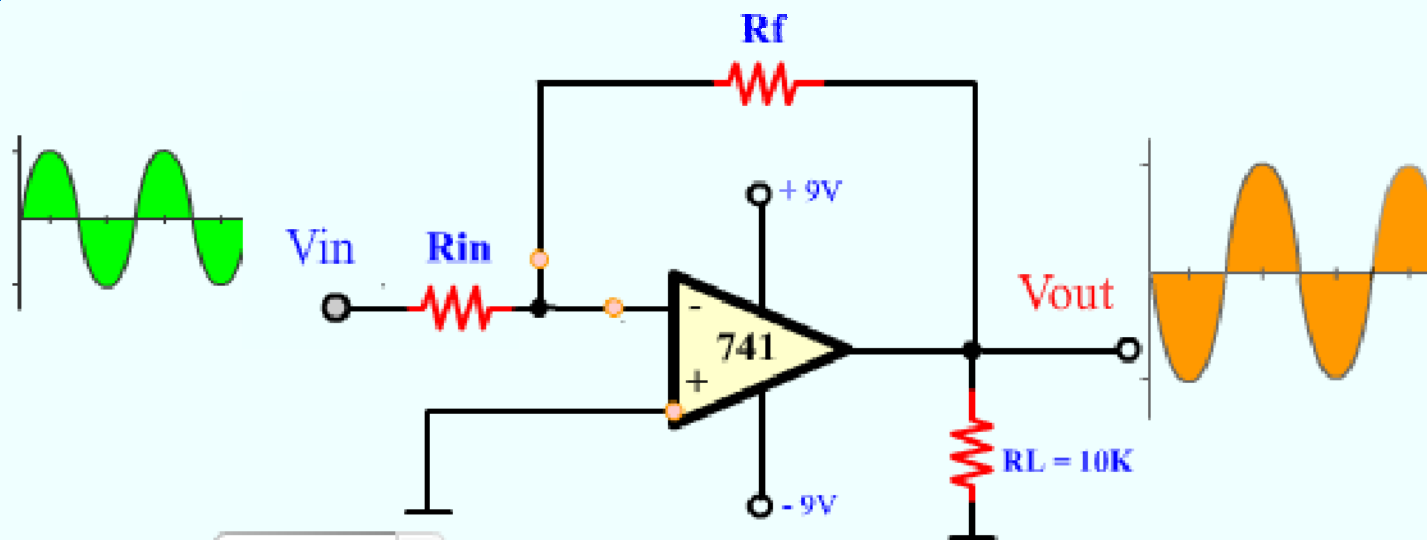 Rf
+ 9V
Vin
Rin
Vout
-
741
+
RL = 10K
- 9V